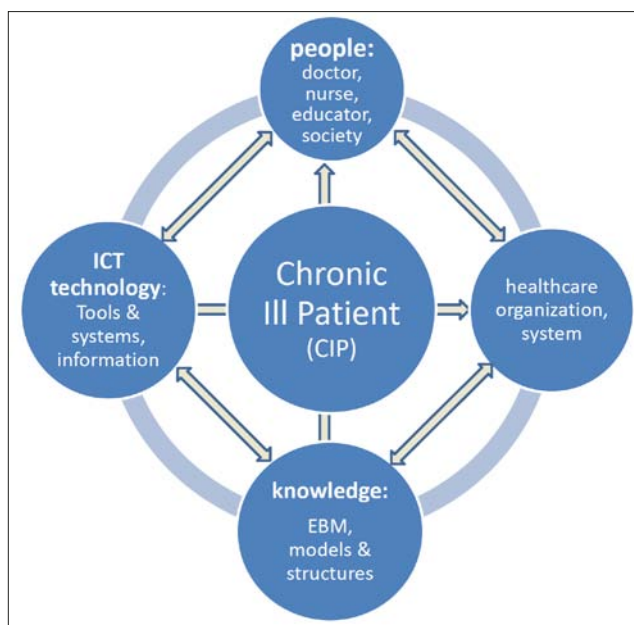 people:
doctor,
nurse,
educator,
society
ICT
technology:
Tools &
systems,
information
Chronic
Ill Patient
(CIP)
healthcare
organization,
system
knowledge:
EBM,
models &
structures